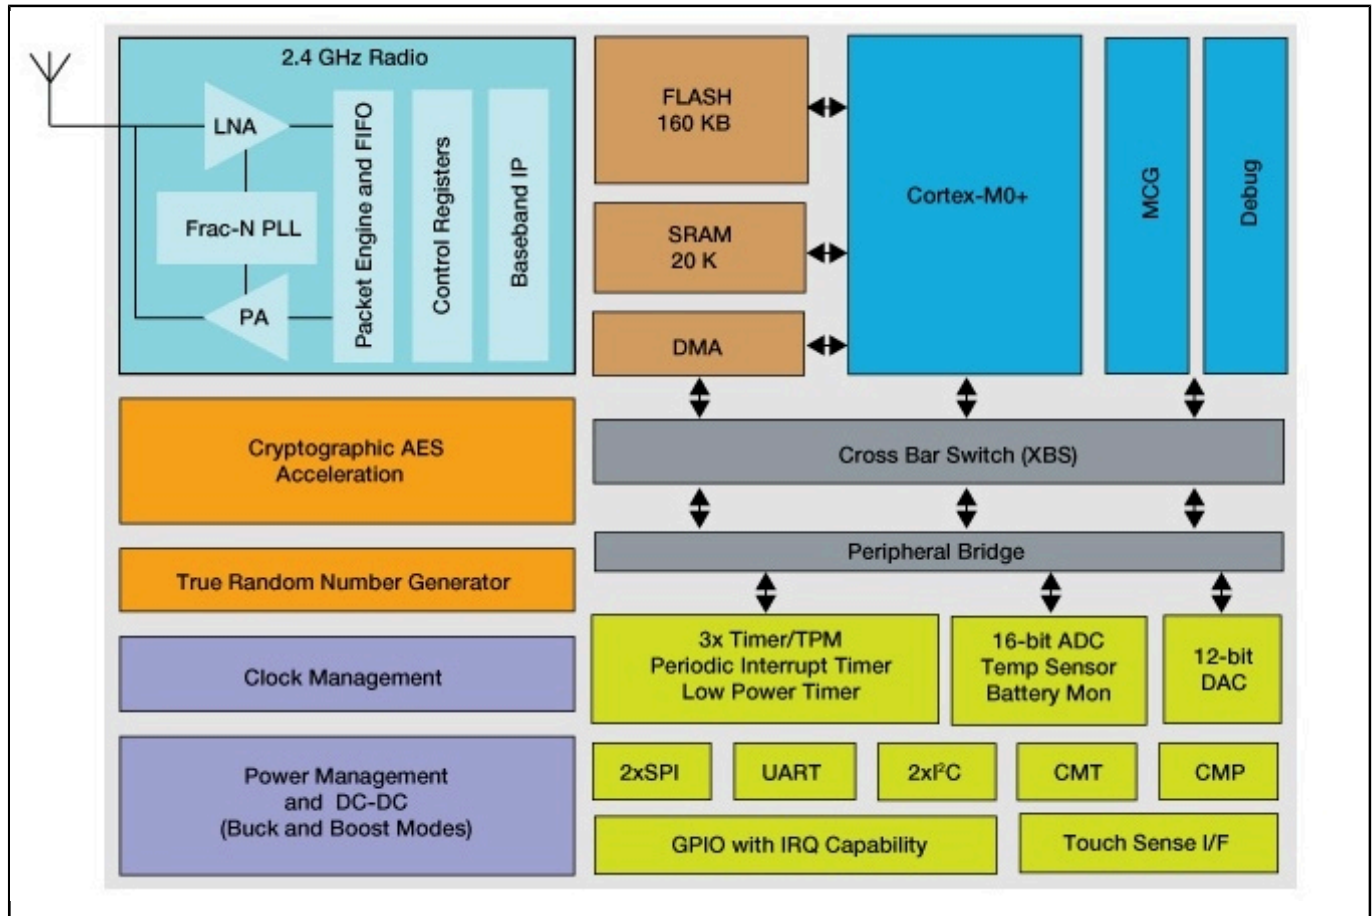 2.4 GHz Radio
LNA
Frac-N PLL
PA
Packet Engine and FIFO
Control Registers
Baseband IP
FLASH
160 KB
SRAM
20 K
DMA
Cortex-M0+
MCG
Debug
Cryptographic AES
Acceleration
True Random Number Generator
Clock Management
Power Management
and DC-DC
(Buck and Boost Modes)
Cross Bar Switch (XBS)
Peripheral Bridge
3x Timer/TPM
Periodic Interrupt Timer
Low Power Timer
16-bit ADC
Temp Sensor
Battery Mon
12-bit
DAC
2xSPI
UART
2xI²C
CMT
CMP
GPIO with IRQ Capability
Touch Sense I/F